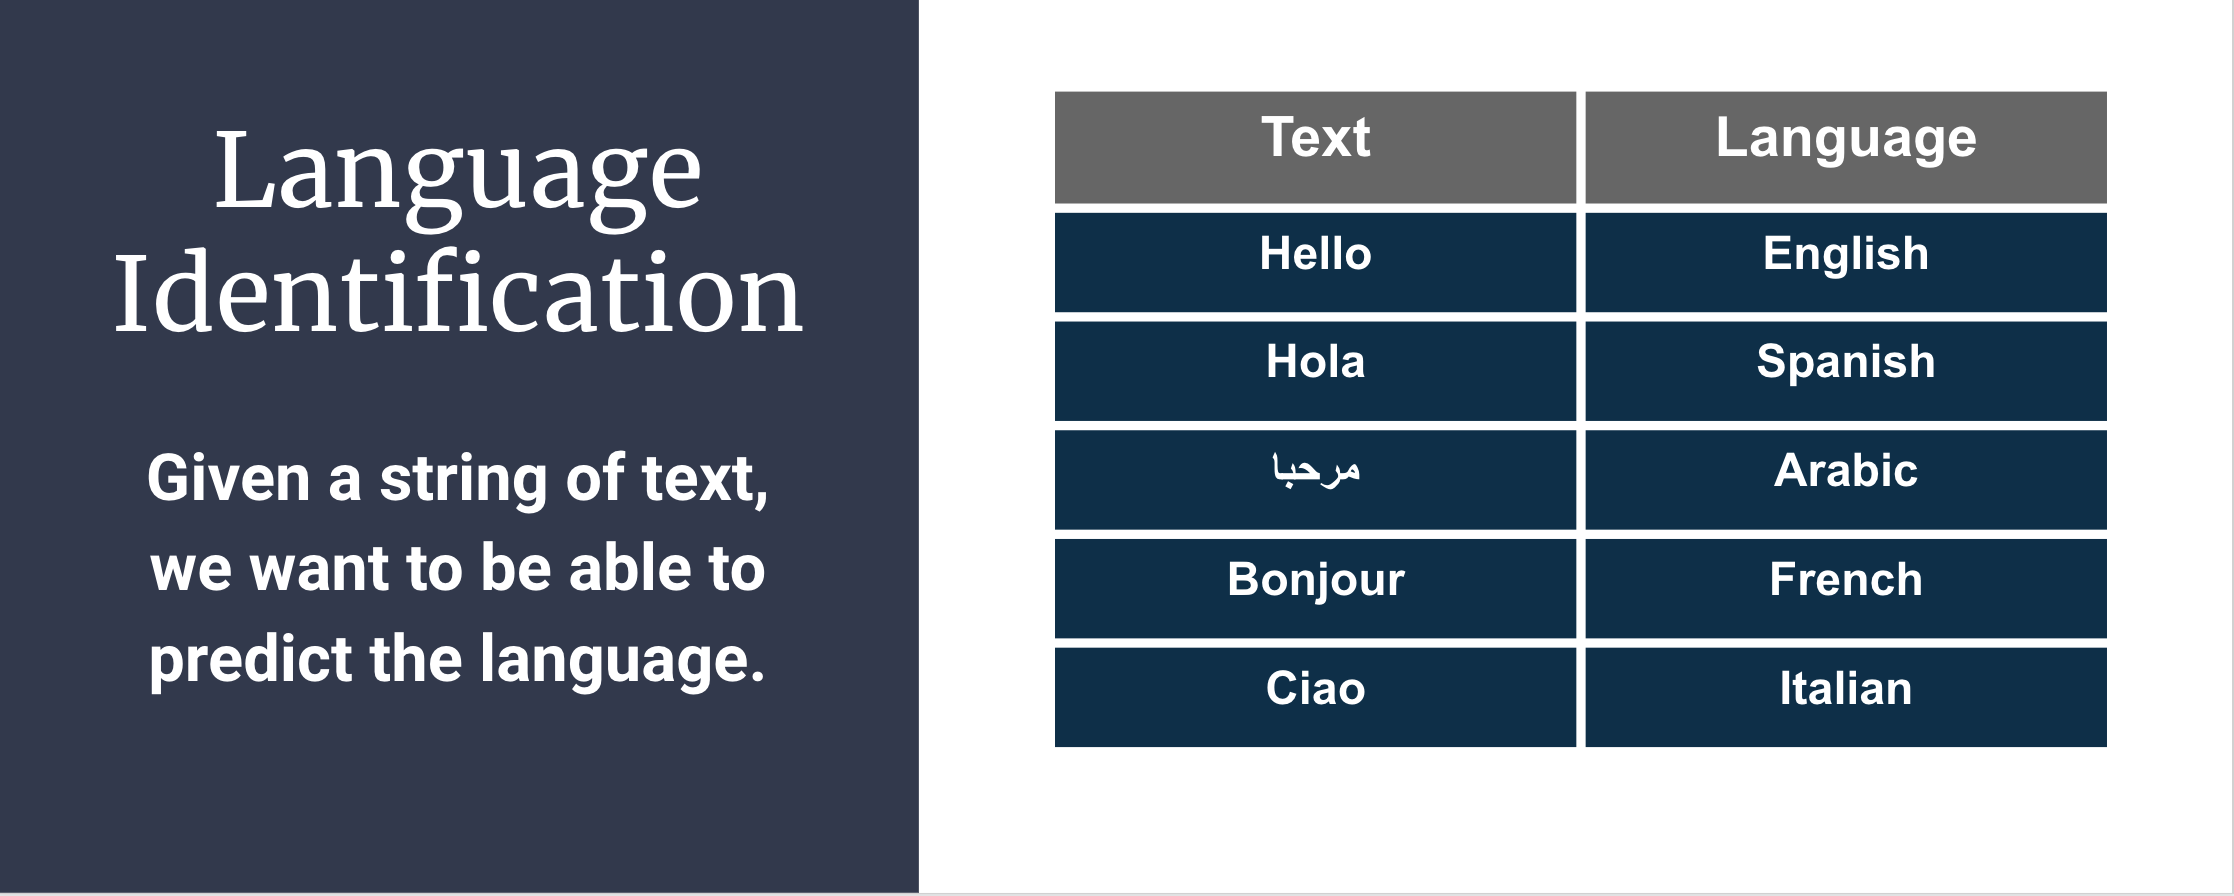 Language
Identification
Given a string of text,
we want to be able to
predict the language.
Text Language
Hello English
Hola Spanish
مرحبا Arabic
Bonjour French
Ciao Italian